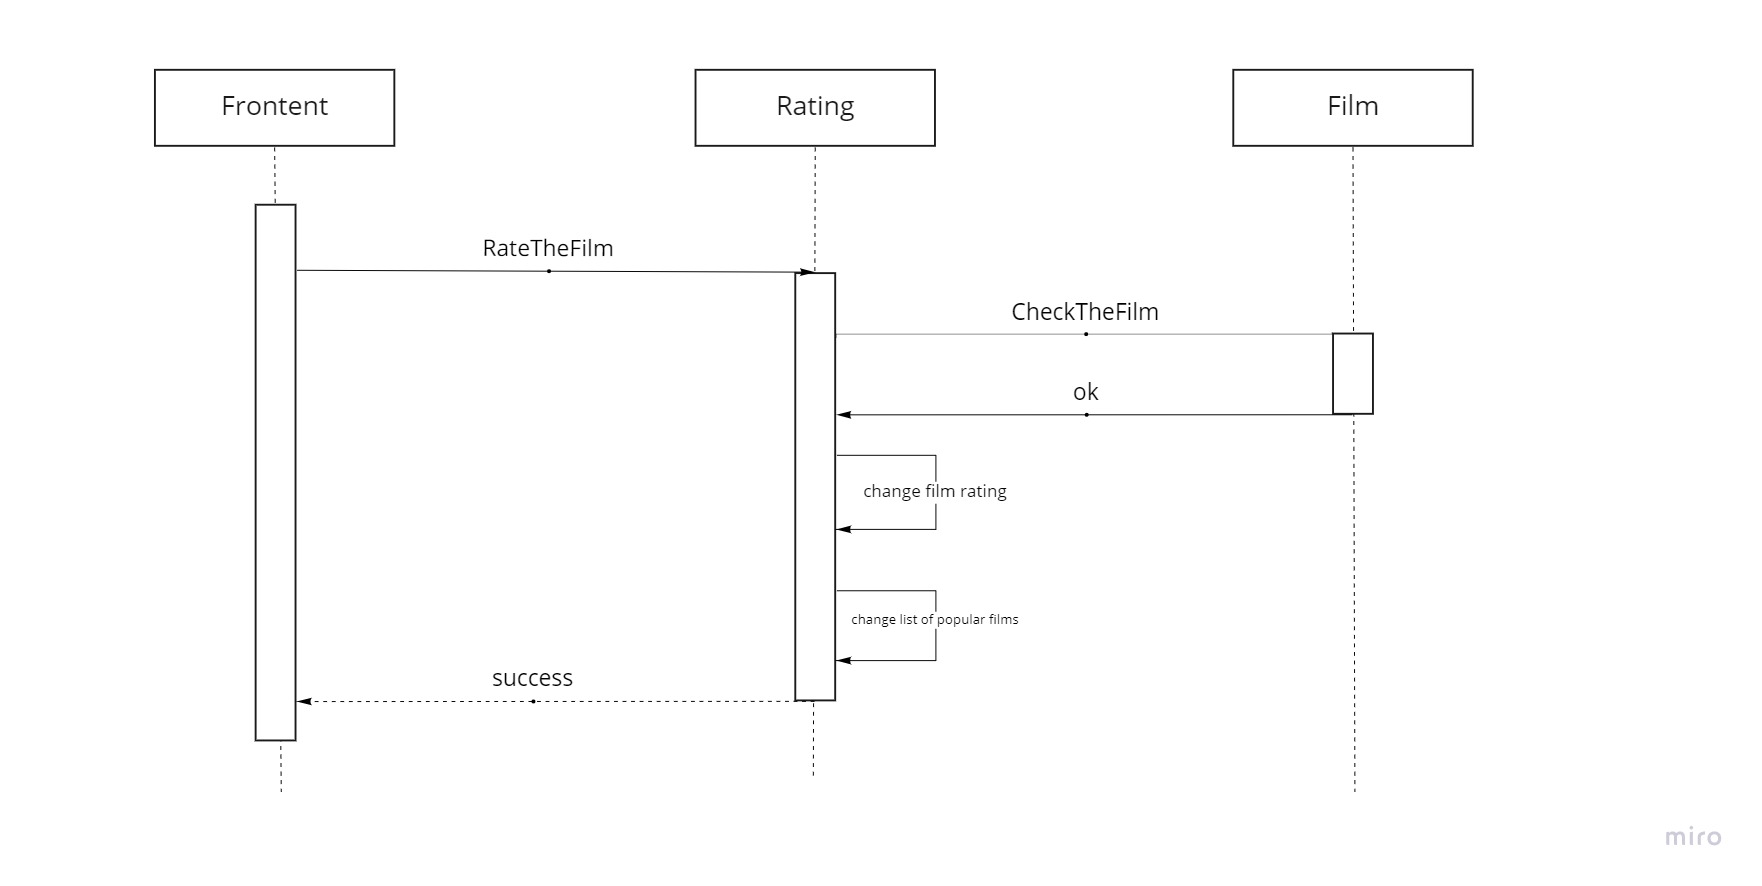 Frontent
Rating
Film
RateTheFilm
CheckTheFilm
ok
change film rating
change list of popular films
success
miro